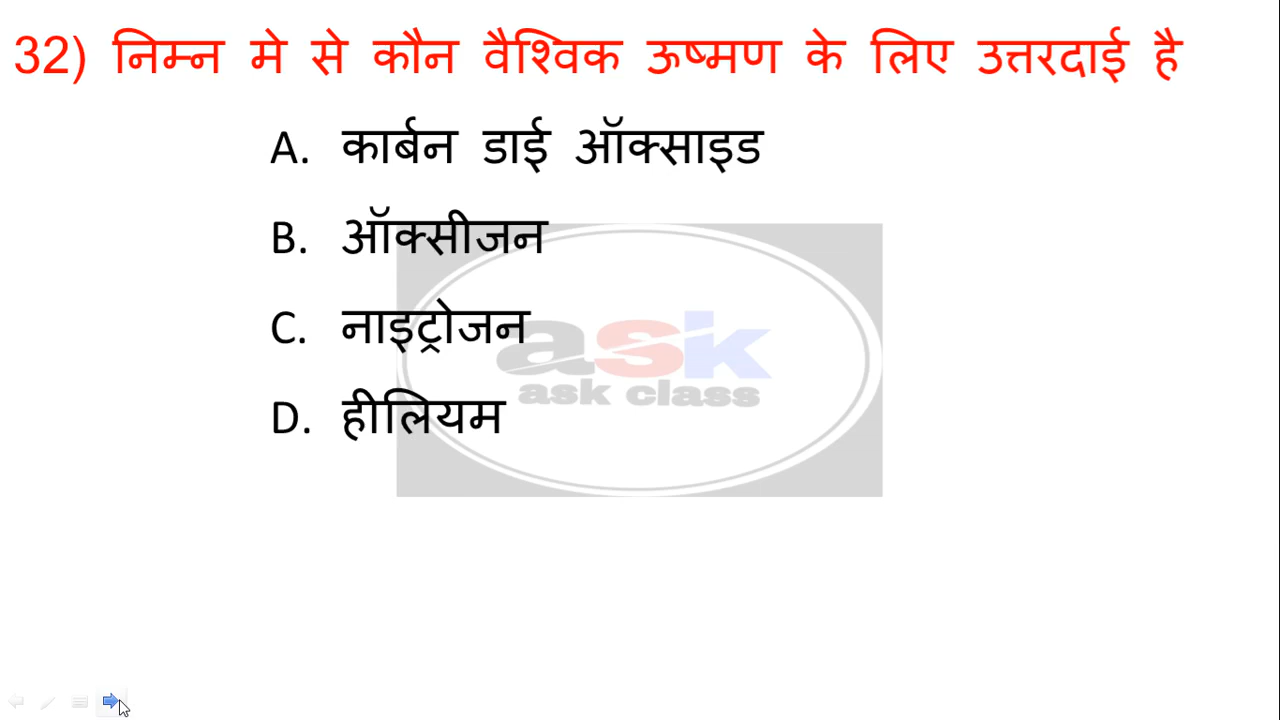 32) निम्न मे से कौन वैश्विक ऊष्मण के लिए उत्तरदाई है
A. कार्बन डाई ऑक्साइड
B. ऑक्सीजन
C. नाइट्रोजन
D. हीलियम
ask
ask class